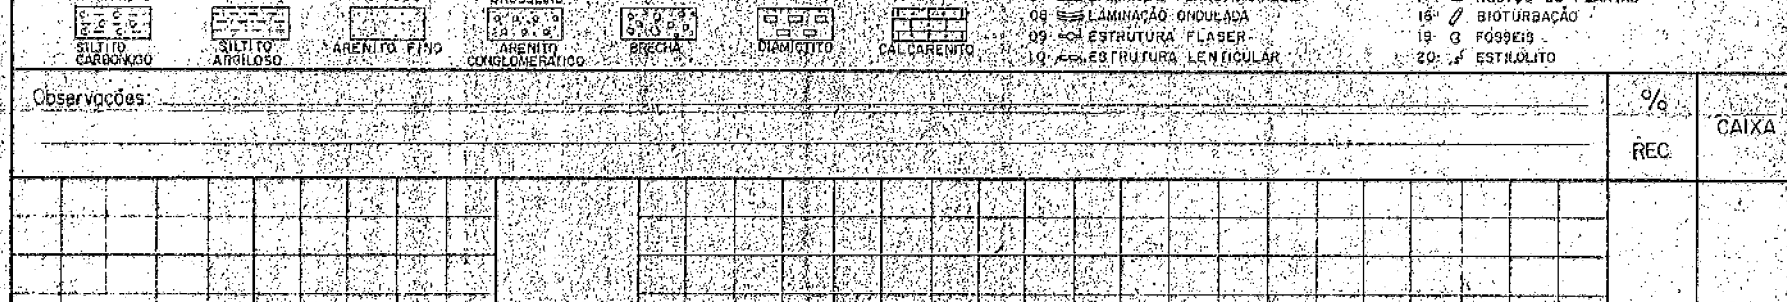 SILTITO CARBONOSO
SILTITO ARGILOSO
ARENITO FINO
ARENITO CONGLOMERÁTICO
BRECHA
DIAMICTITO
CALCARENITO
08 LAMINAÇÃO ONDULADA
09 ESTRUTURA FLASER
10 ESTRUTURA LENTICULAR
18 BIOTURBAÇÃO
19 FÓSSEIS
20 ESTILOLITO
Observações:
%
REC.
CAIXA